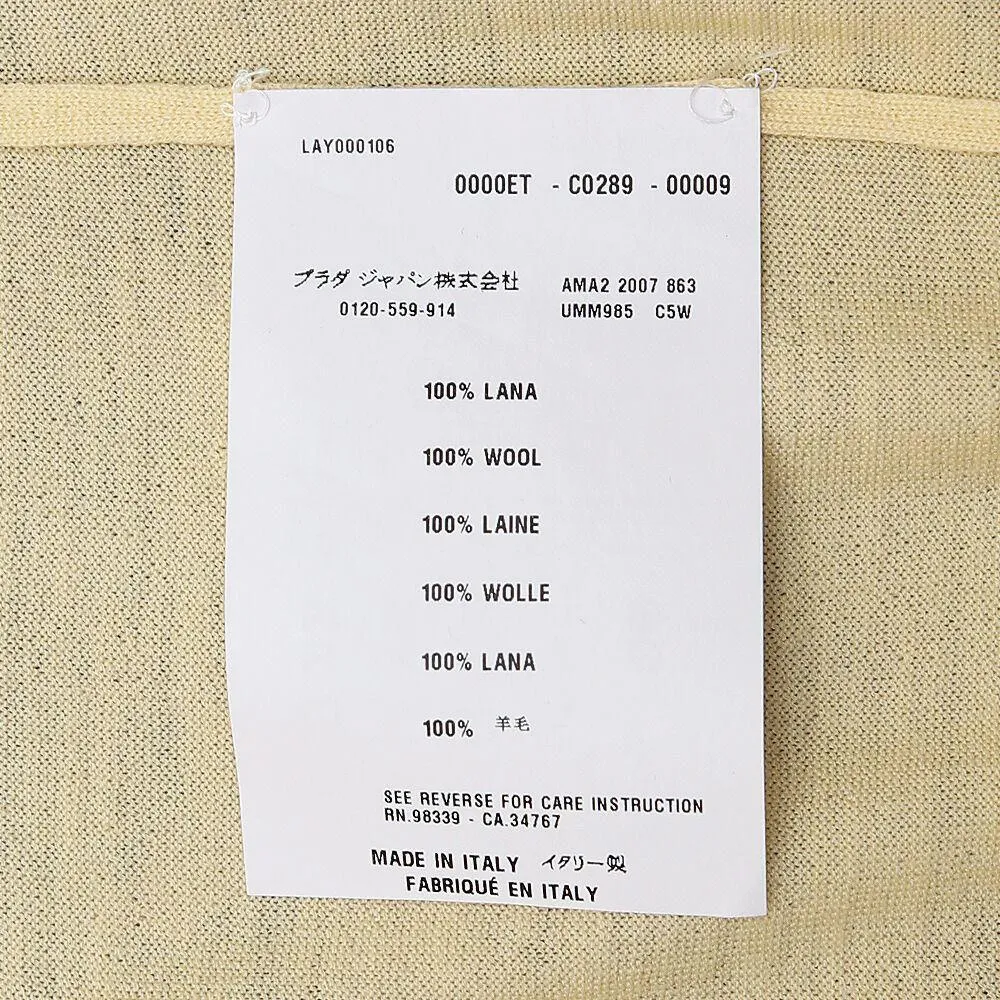 LAY000106
0000ET - C0289 - 00009
プラダ ジャパン株式会社 AMA2 2007 863
0120-559-914 UMM985 C5W
100% LANA
100% WOOL
100% LAINE
100% WOLLE
100% LANA
100% 羊毛
SEE REVERSE FOR CARE INSTRUCTION
RN.98339 - CA.34767
MADE IN ITALY イタリー製
FABRIQUÉ EN ITALY